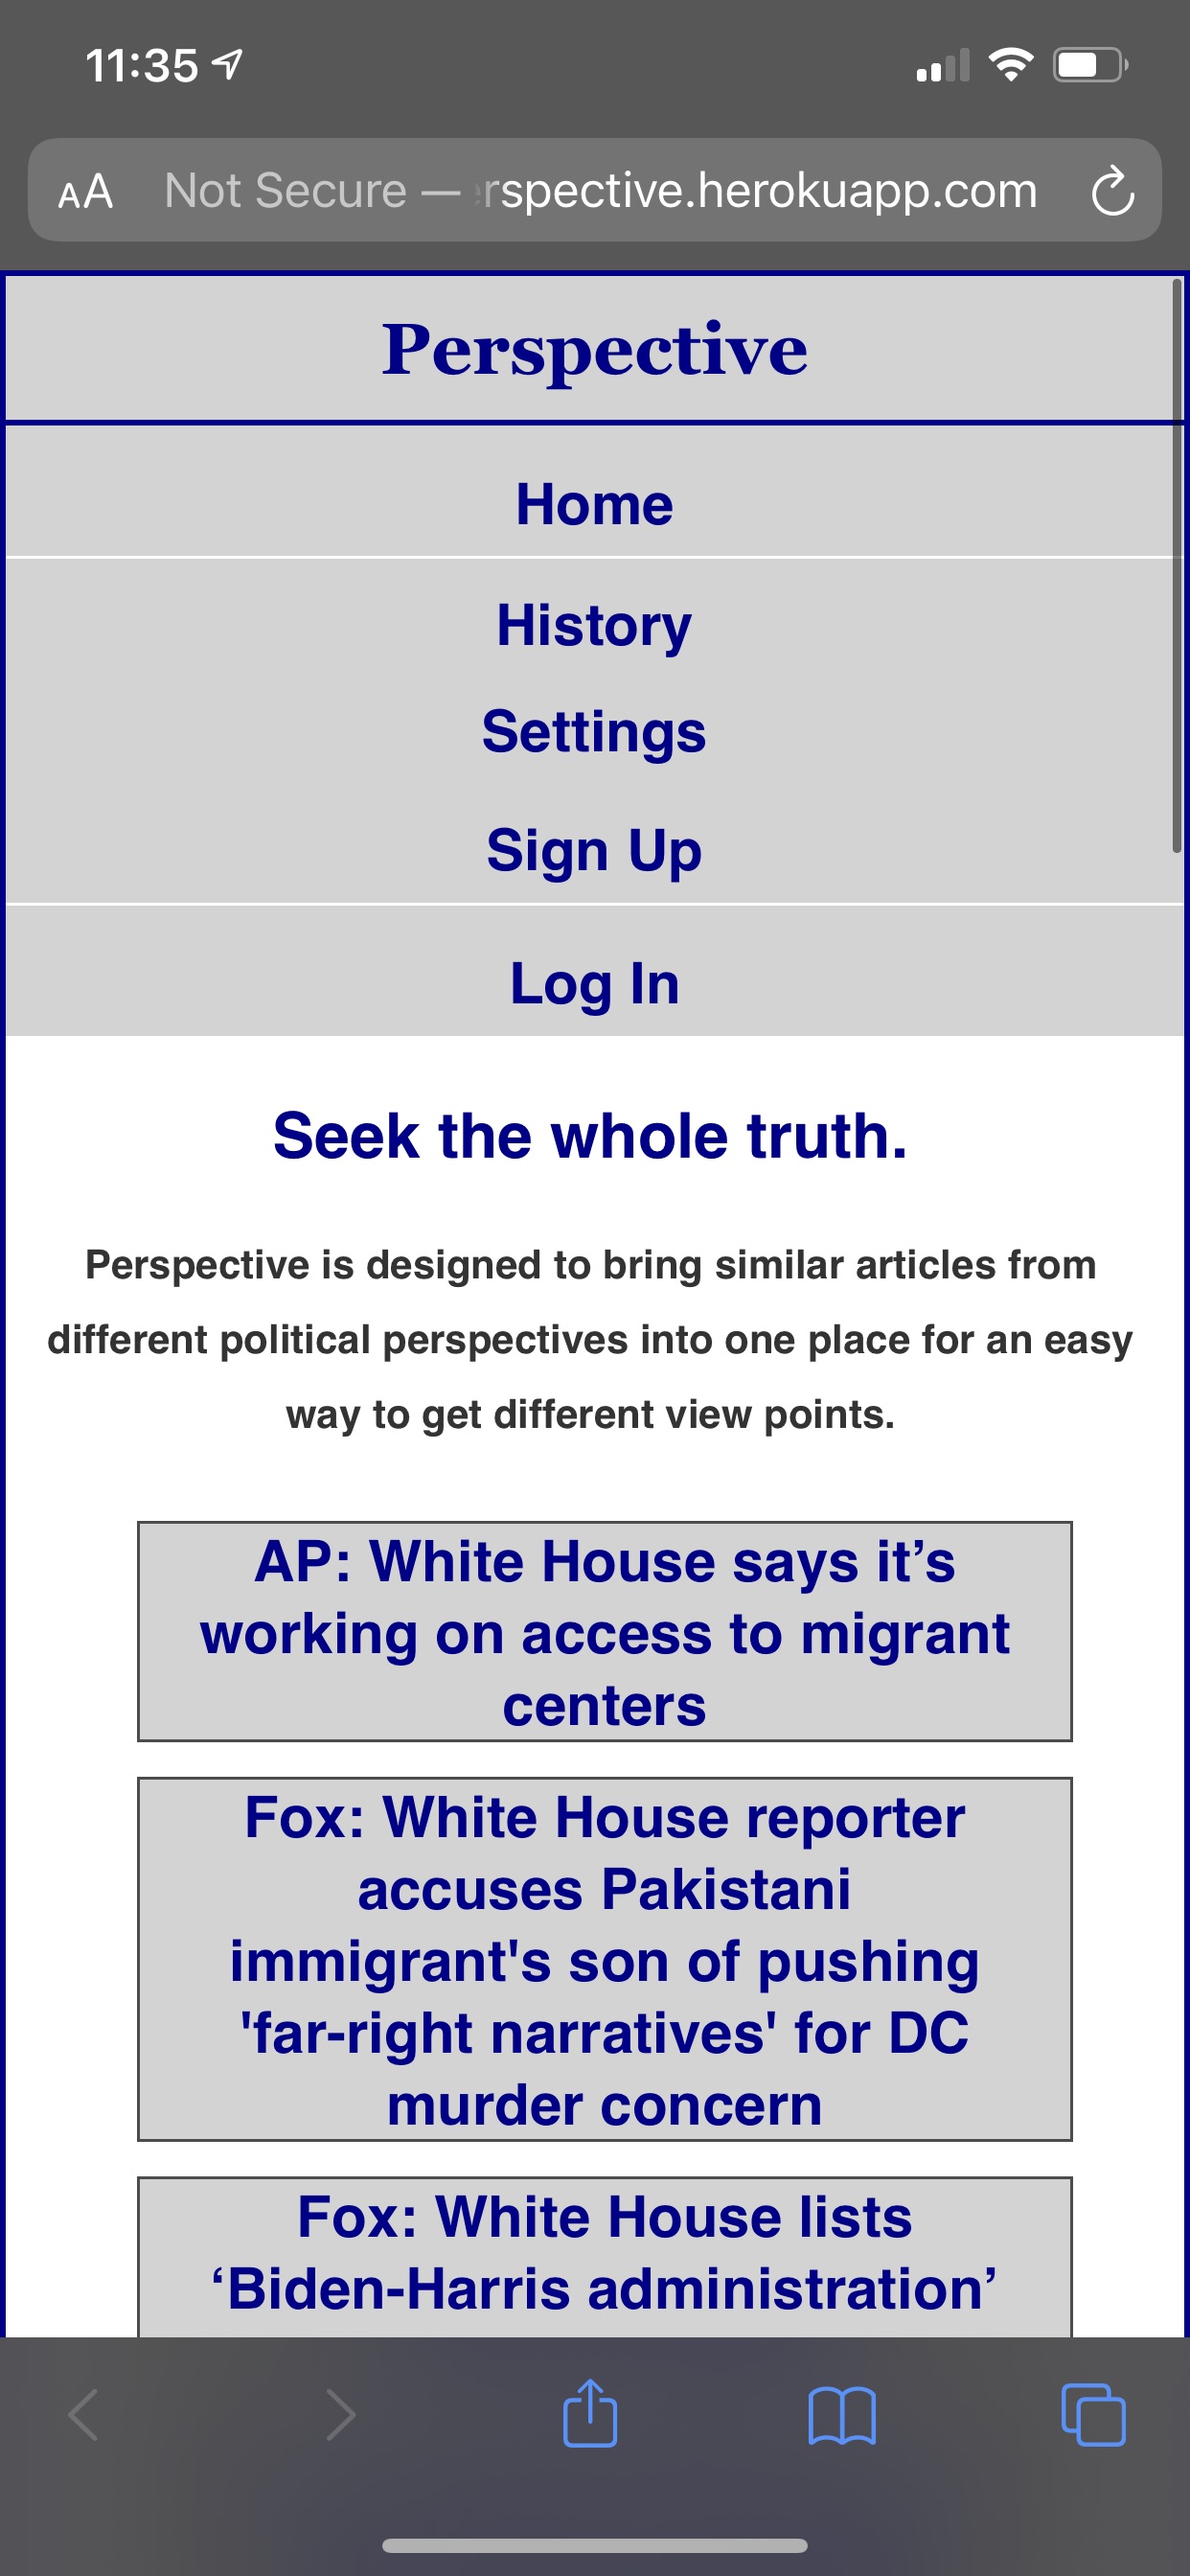 11:35
AA Not Secure — rspective.herokuapp.com
Perspective
Home
History
Settings
Sign Up
Log In
Seek the whole truth.
Perspective is designed to bring similar articles from
different political perspectives into one place for an easy
way to get different view points.
AP: White House says it’s
working on access to migrant
centers
Fox: White House reporter
accuses Pakistani
immigrant's son of pushing
'far-right narratives' for DC
murder concern
Fox: White House lists
‘Biden-Harris administration’